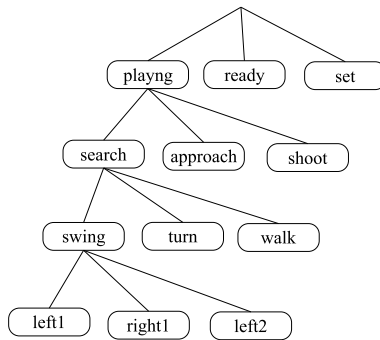 playng ready set
search approach shoot
swing turn walk
left1 right1 left2